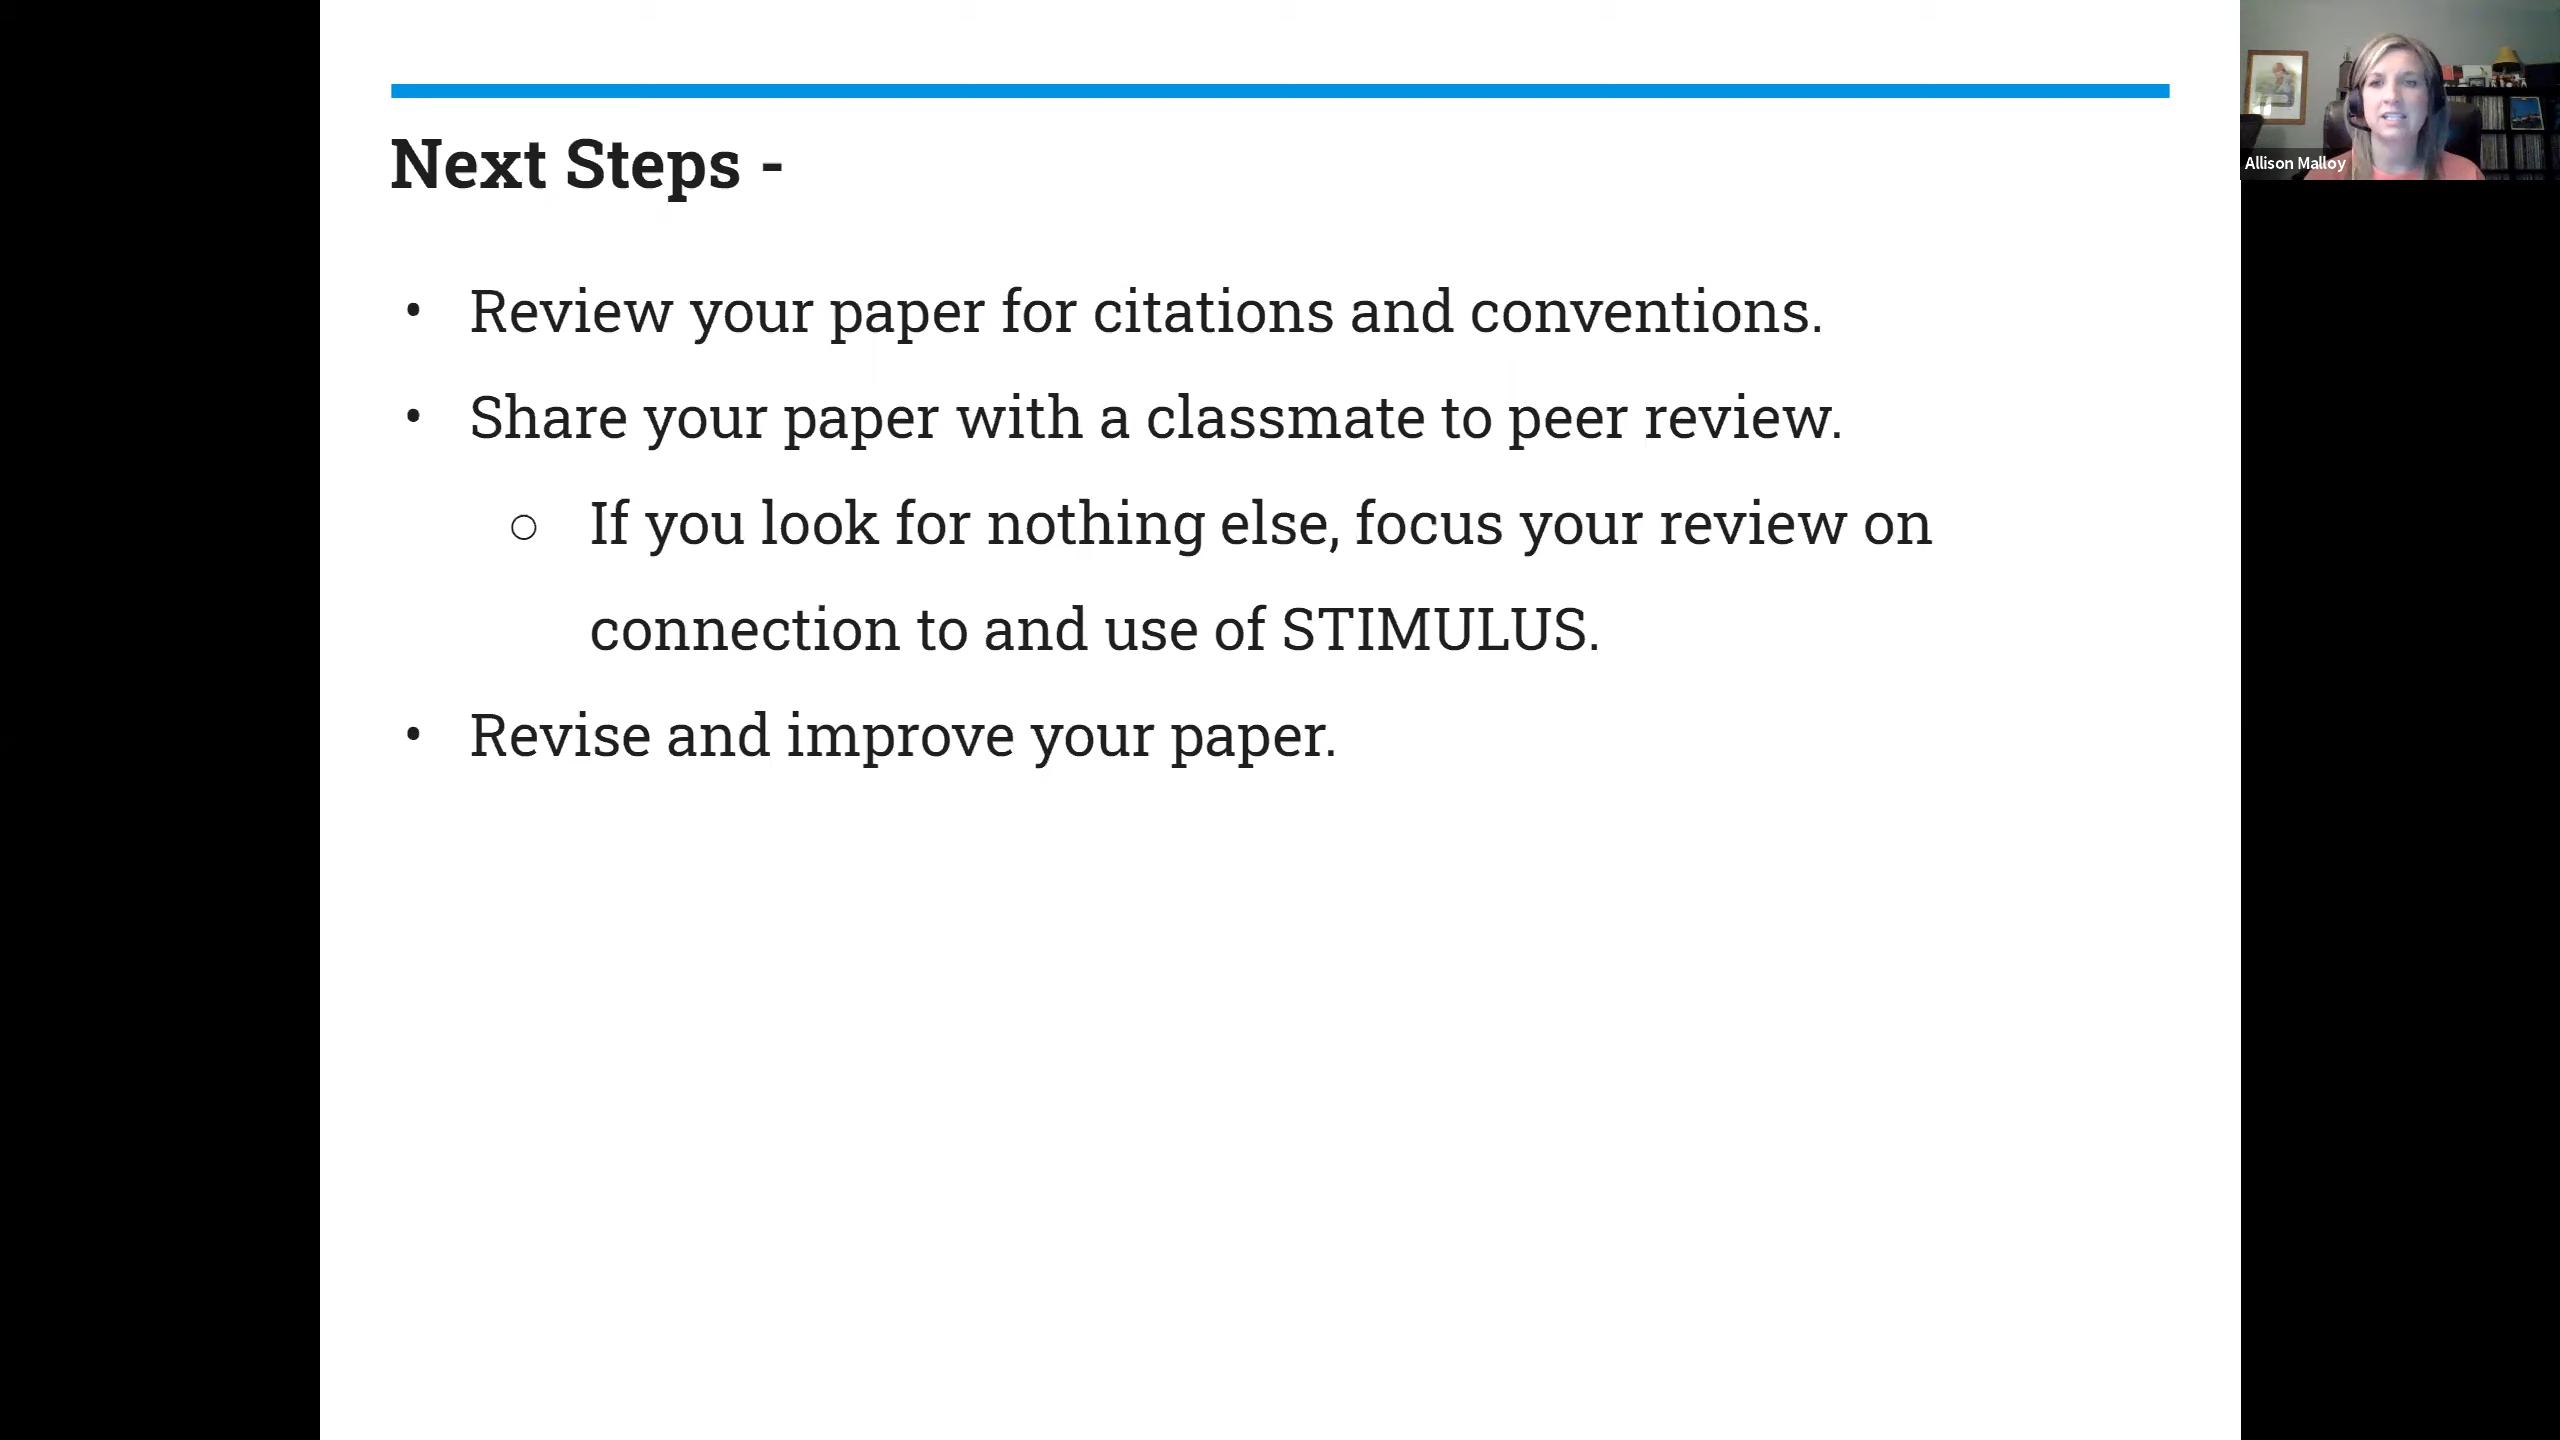 Next Steps -
• Review your paper for citations and conventions.
• Share your paper with a classmate to peer review.
○ If you look for nothing else, focus your review on
connection to and use of STIMULUS.
• Revise and improve your paper.
Allison Malloy